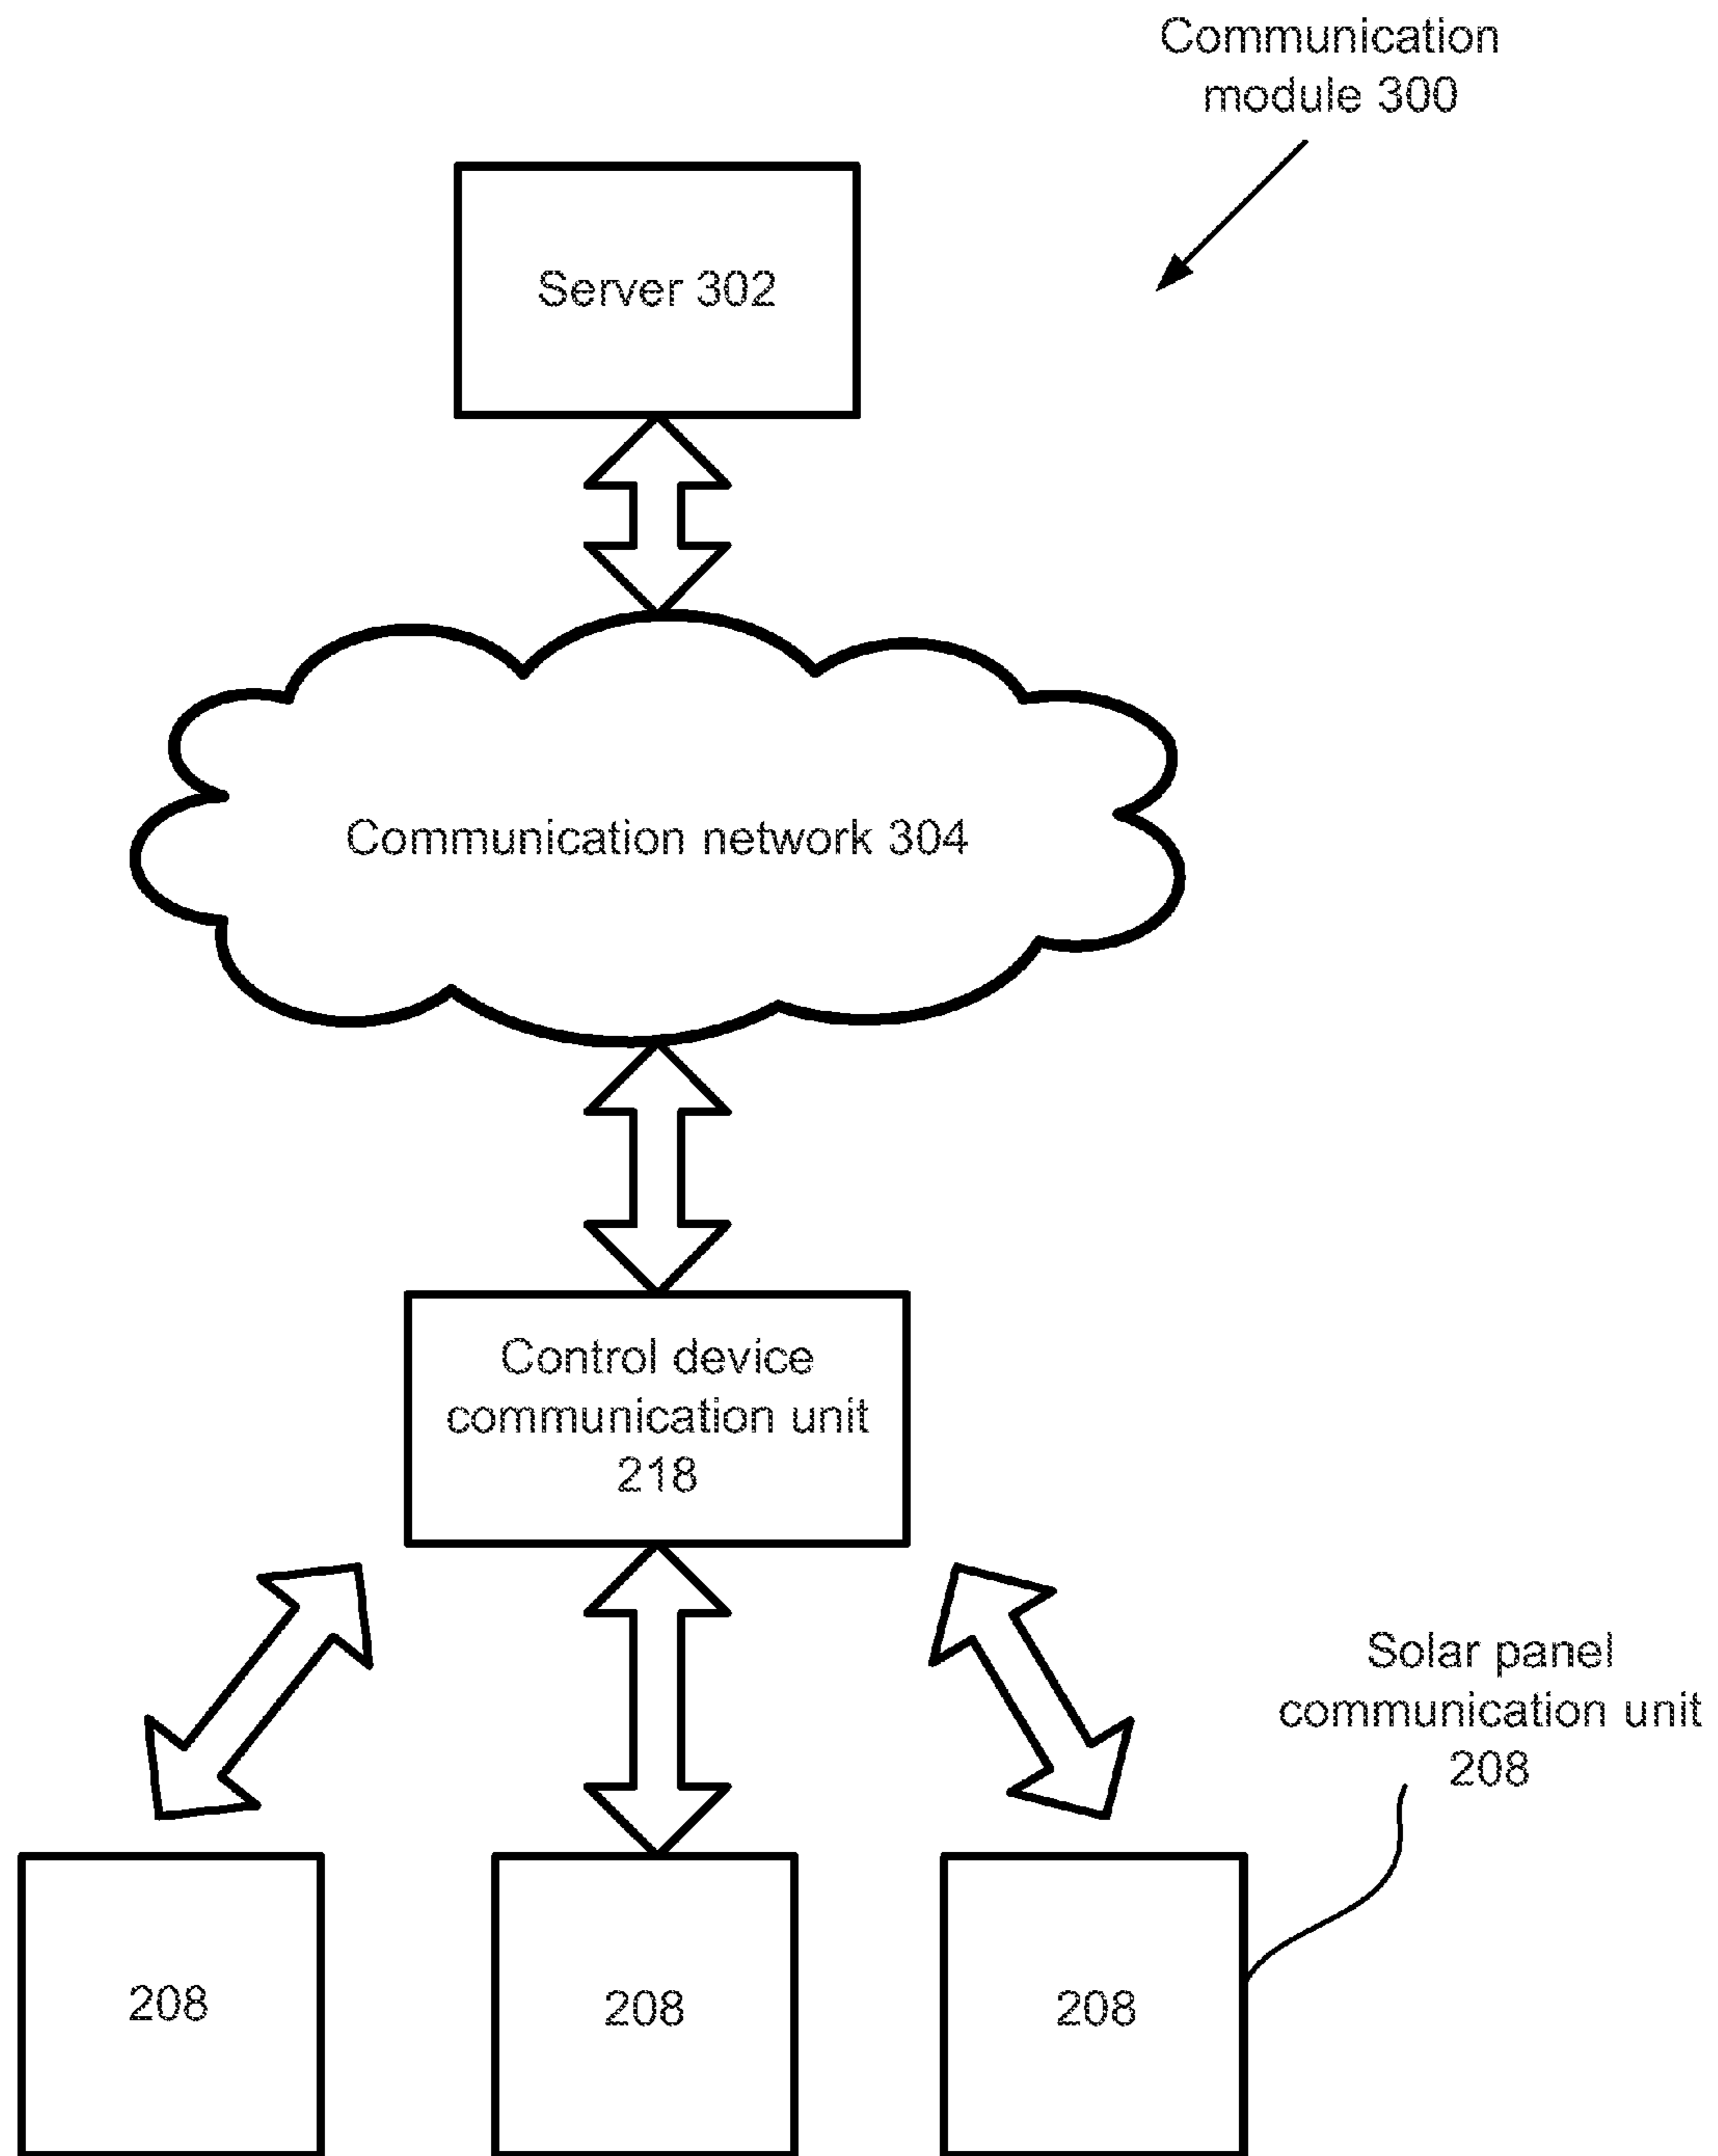 Communication
module 300
Server 302
Communication network 304
Control device
communication unit
218
Solar panel
communication unit
208
208
208
208